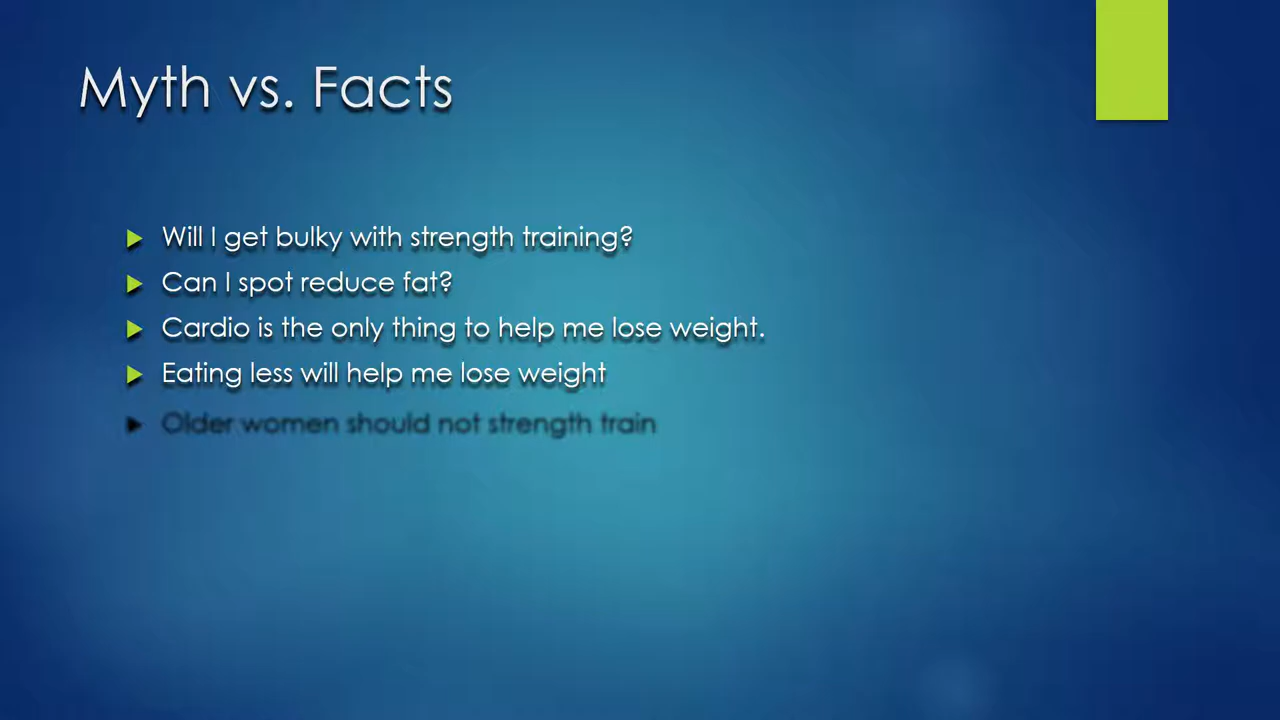 Myth vs. Facts
Will I get bulky with strength training?
Can I spot reduce fat?
Cardio is the only thing to help me lose weight.
Eating less will help me lose weight
Older women should not strength train